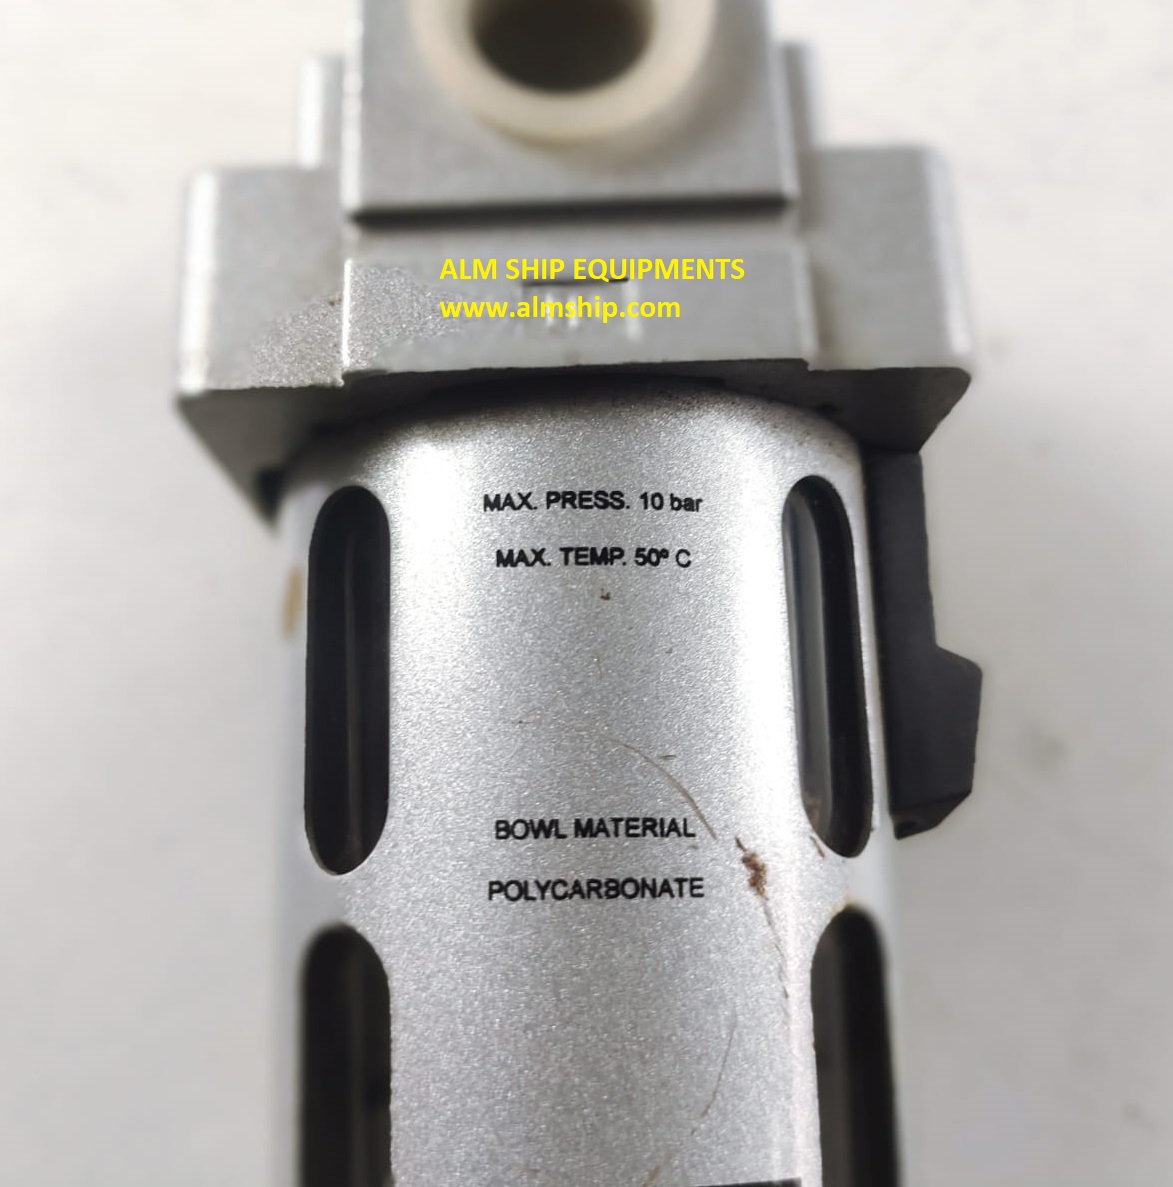 ALM SHIP EQUIPMENTS
www.almship.com
MAX. PRESS. 10 bar
MAX. TEMP. 50° C
BOWL MATERIAL
POLYCARBONATE